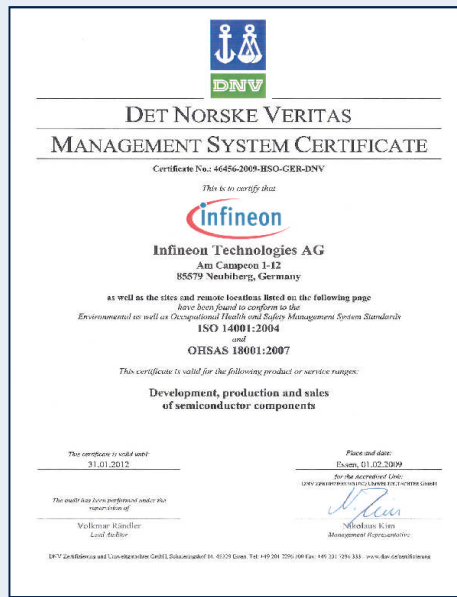 DNV
DET NORSKE VERITAS
MANAGEMENT SYSTEM CERTIFICATE
Certificate No.: 46456-2009-HSO-GER-DNV
This is to certify that
infineon
Infineon Technologies AG
Am Campeon 1-12
85579 Neubiberg, Germany
as well as the sites and remote locations listed on the following page
have been found to conform to the
Environmental as well as Occupational Health and Safety Management System Standards
ISO 14001:2004
and
OHSAS 18001:2007
This certificate is valid for the following product or service ranges:
Development, production and sales
of semiconductor components
This certificate is valid until:
31.01.2012
Place and date:
Essen, 01.02.2009
for the Accredited Unit:
The audit has been performed under the
supervision of
Volkmar Rändler
Lead Auditor
Nikolaus Kim
Management Representative